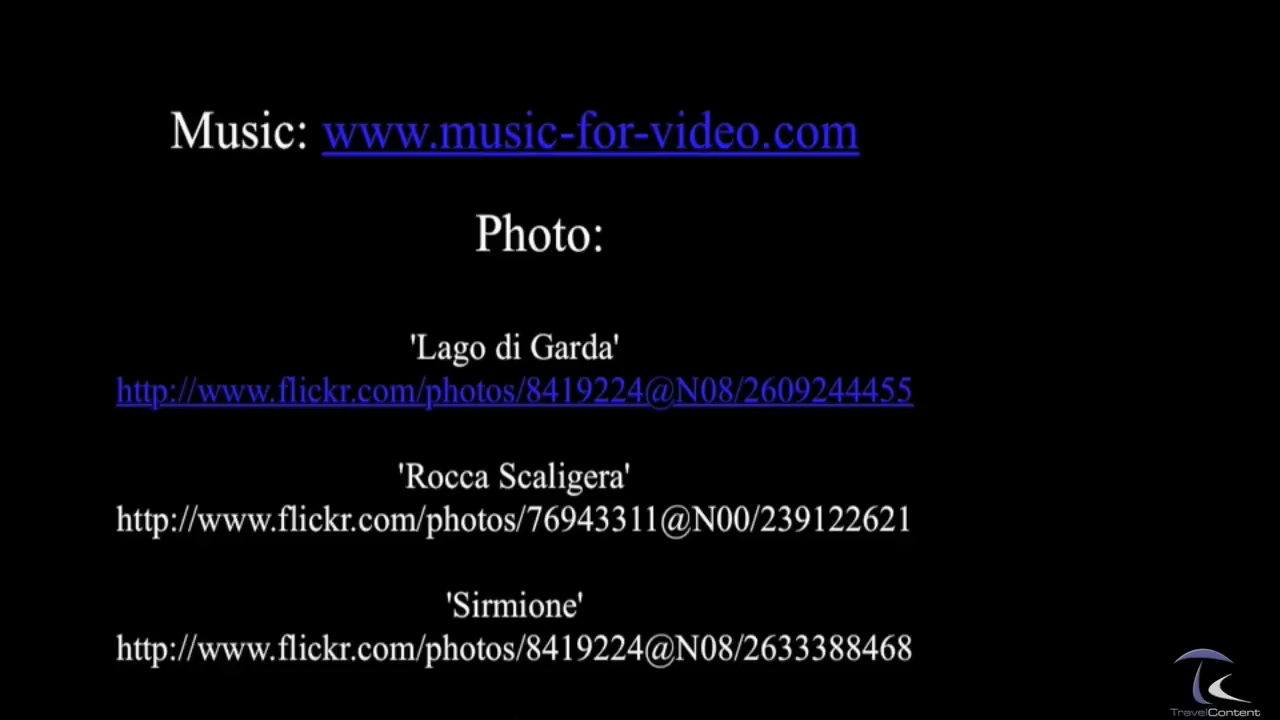 Music: www.music-for-video.com
Photo:
'Lago di Garda'
http://www.flickr.com/photos/8419224@N08/2609244455
'Rocca Scaligera'
http://www.flickr.com/photos/76943311@N00/239122621
'Sirmione'
http://www.flickr.com/photos/8419224@N08/2633388468
TravelContent